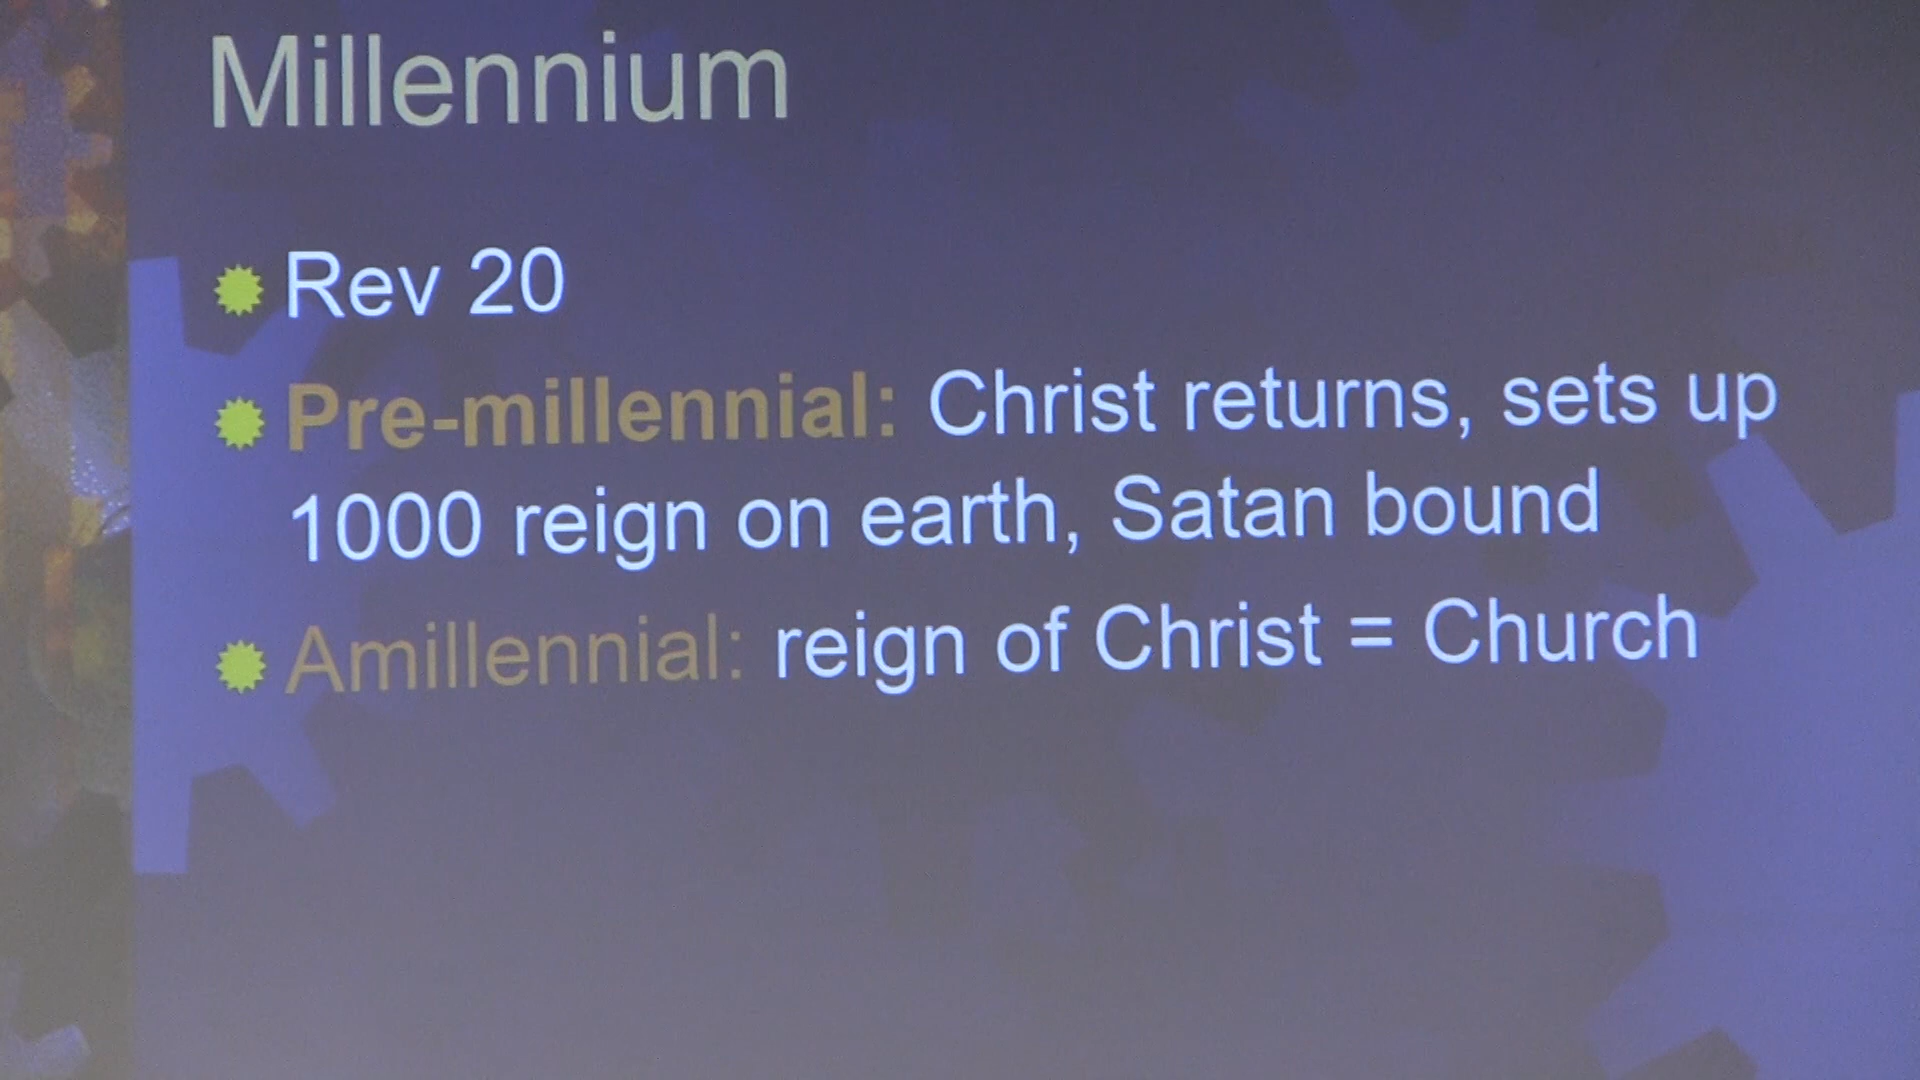 Millennium
Rev 20
Pre-millennial: Christ returns, sets up
1000 reign on earth, Satan bound
Amillennial: reign of Christ = Church